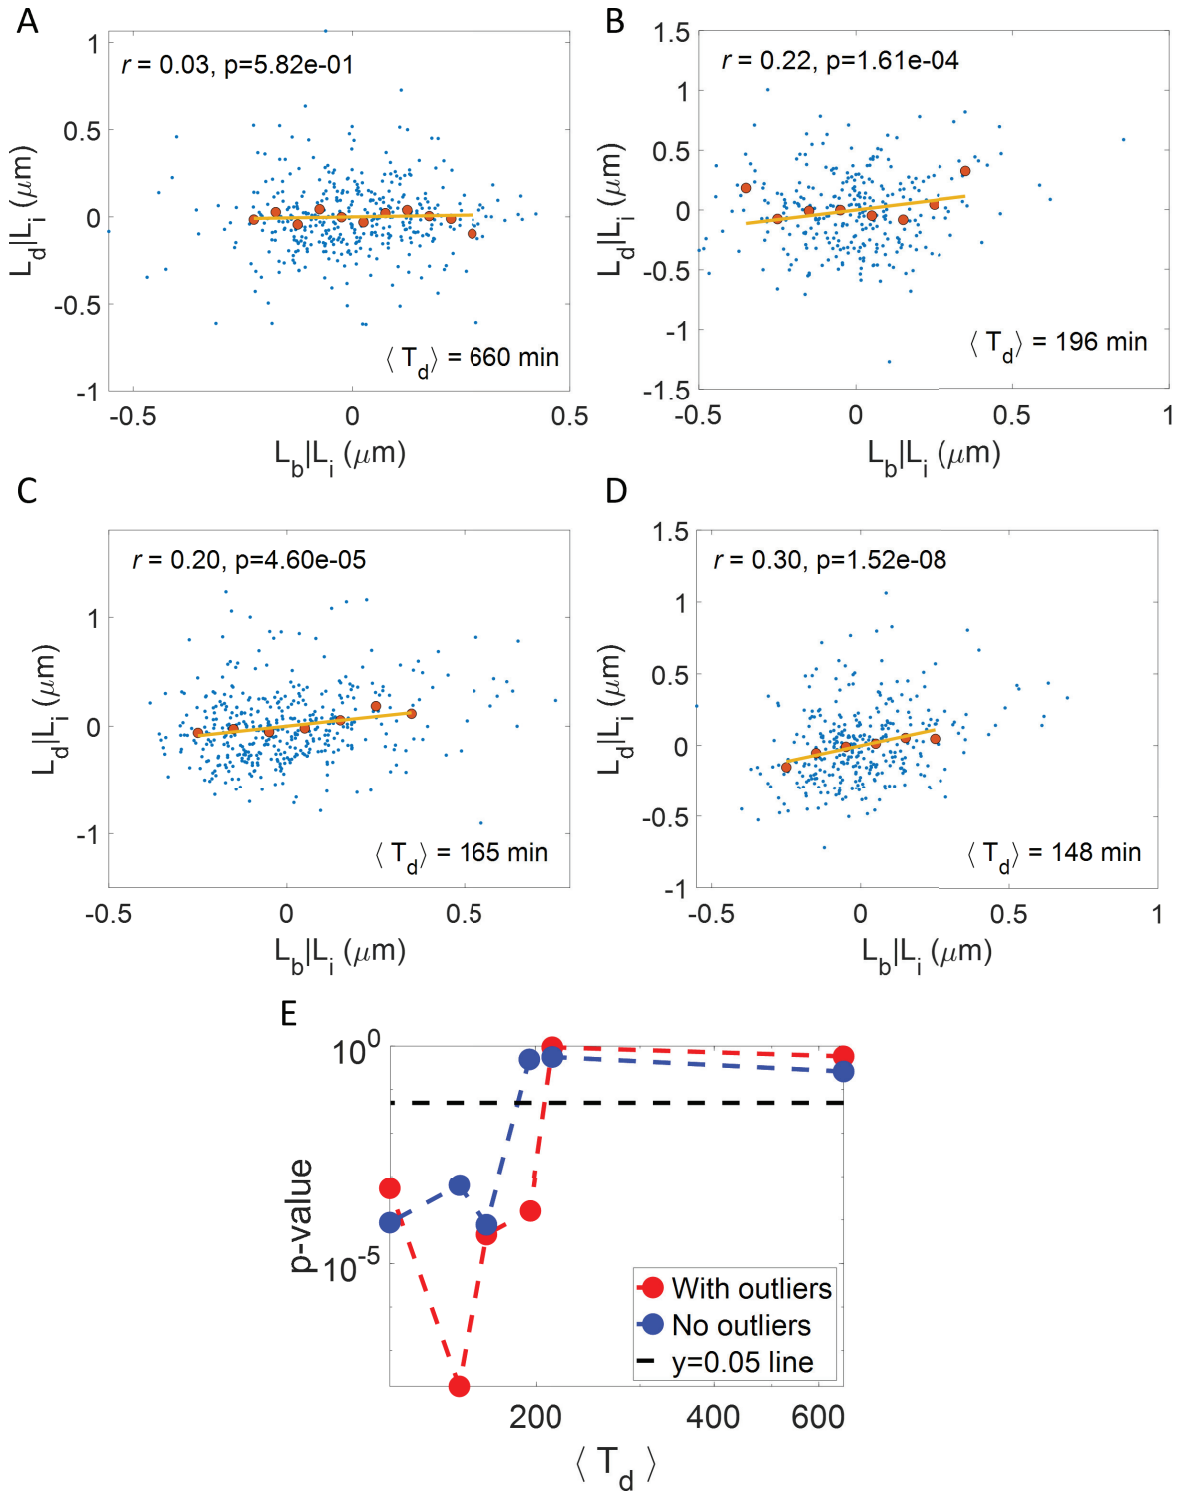 A
r = 0.03, p=5.82e-01
1
0.5
0
-0.5
-1
-0.5
0
0.5
L_d|L_i (μm)
L_b|L_i (μm)
⟨ T_d ⟩ = 660 min
B
r = 0.22, p=1.61e-04
1.5
1
0.5
0
-0.5
-1
-1.5
-0.5
0
0.5
1
L_d|L_i (μm)
L_b|L_i (μm)
⟨ T_d ⟩ = 196 min
C
r = 0.20, p=4.60e-05
1
0
-1
-0.5
0
0.5
L_d|L_i (μm)
L_b|L_i (μm)
⟨ T_d ⟩ = 165 min
D
r = 0.30, p=1.52e-08
1.5
1
0.5
0
-0.5
-1
-0.5
0
0.5
1
L_d|L_i (μm)
L_b|L_i (μm)
⟨ T_d ⟩ = 148 min
E
10^0
10^-5
p-value
With outliers
No outliers
y=0.05 line
200
400
600
⟨ T_d ⟩